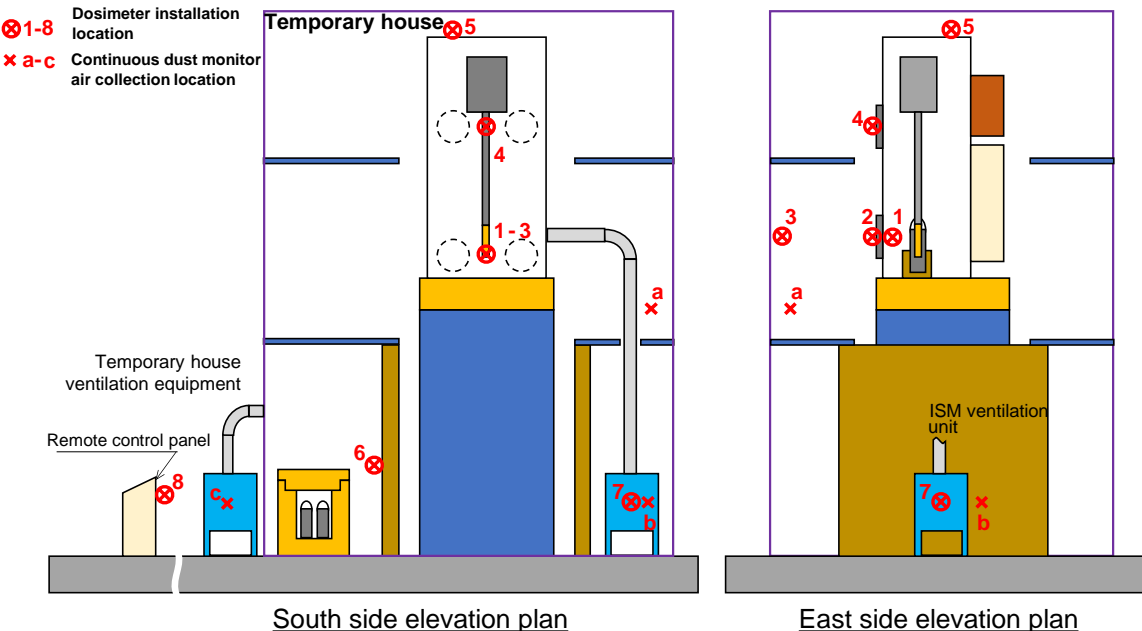 1-8 Dosimeter installation
location
a-c Continuous dust monitor
air collection location
Temporary house
5
4
1 - 3
a
Temporary house
ventilation equipment
Remote control panel
8
c
6
7
b
South side elevation plan
5
4
3
2
1
a
ISM ventilation
unit
7
b
East side elevation plan